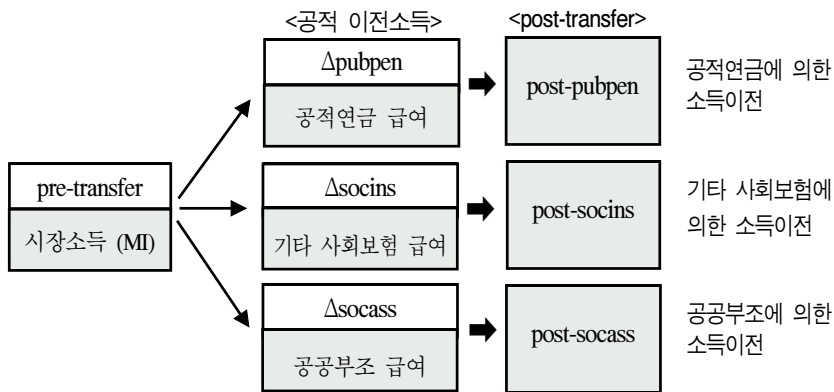 <공적 이전소득>
<post-transfer>
Δpubpen
공적연금 급여
post-pubpen
공적연금에 의한
소득이전
pre-transfer
시장소득 (MI)
Δsocins
기타 사회보험 급여
post-socins
기타 사회보험에
의한 소득이전
Δsocass
공공부조 급여
post-socass
공공부조에 의한
소득이전